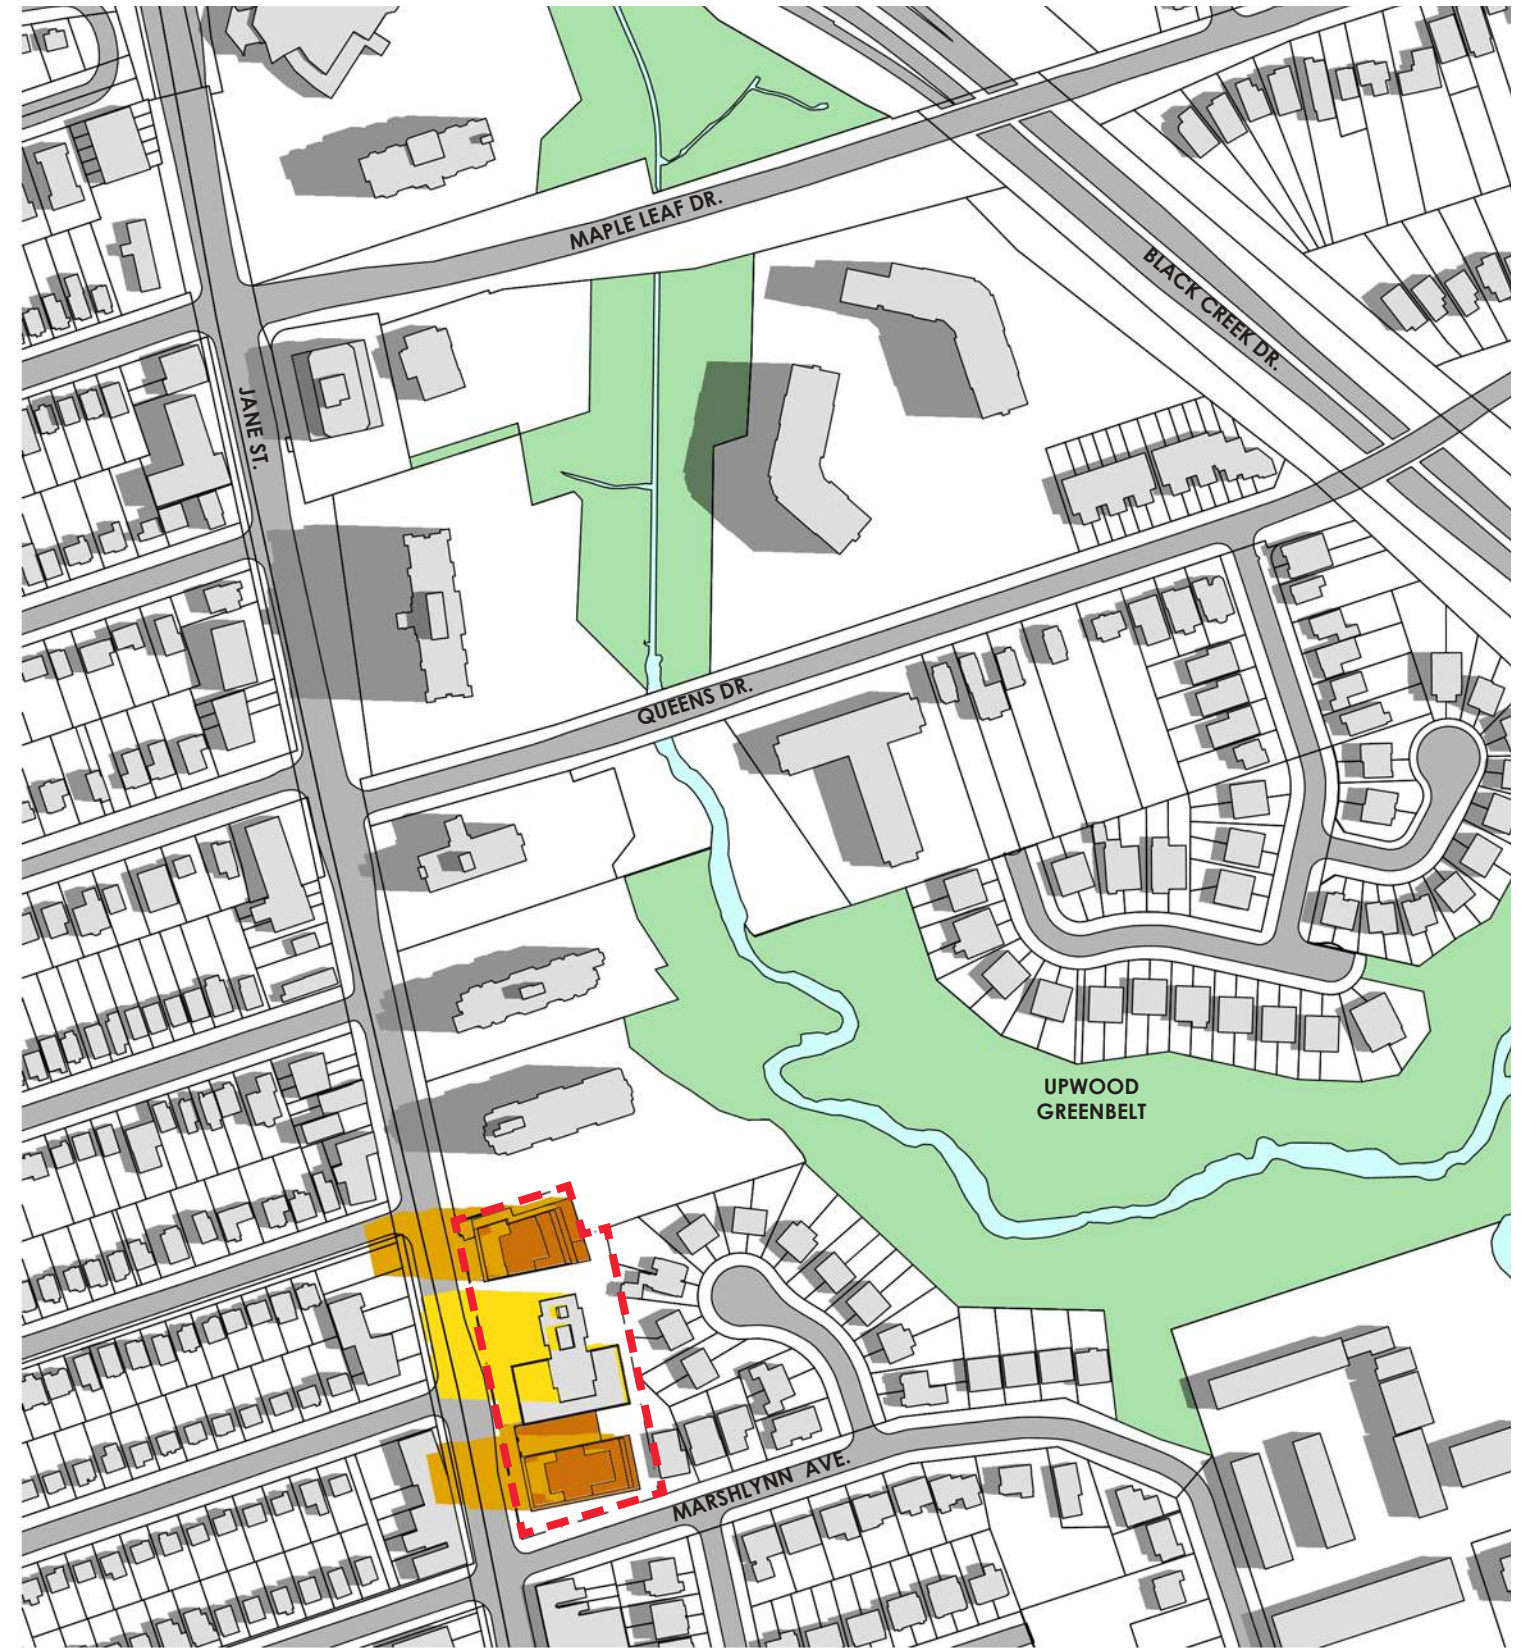 MAPLE LEAF DR.
BLACK CREEK DR.
JANE ST.
QUEENS DR.
UPWOOD
GREENBELT
MARSHLYNN AVE.